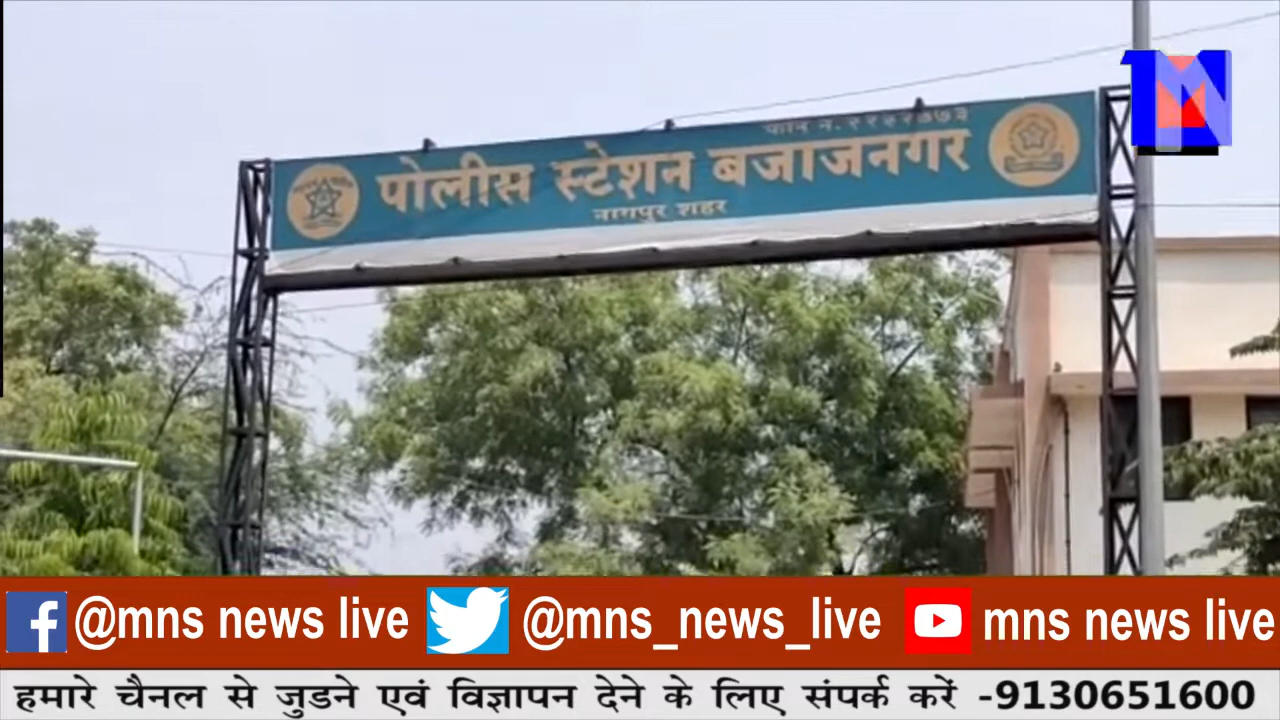 फोन नं. २२२२७७३
पोलीस स्टेशन बजाजनगर
नागपुर शहर
@mns news live @mns_news_live mns news live
हमारे चैनल से जुडने एवं विज्ञापन देने के लिए संपर्क करें -9130651600